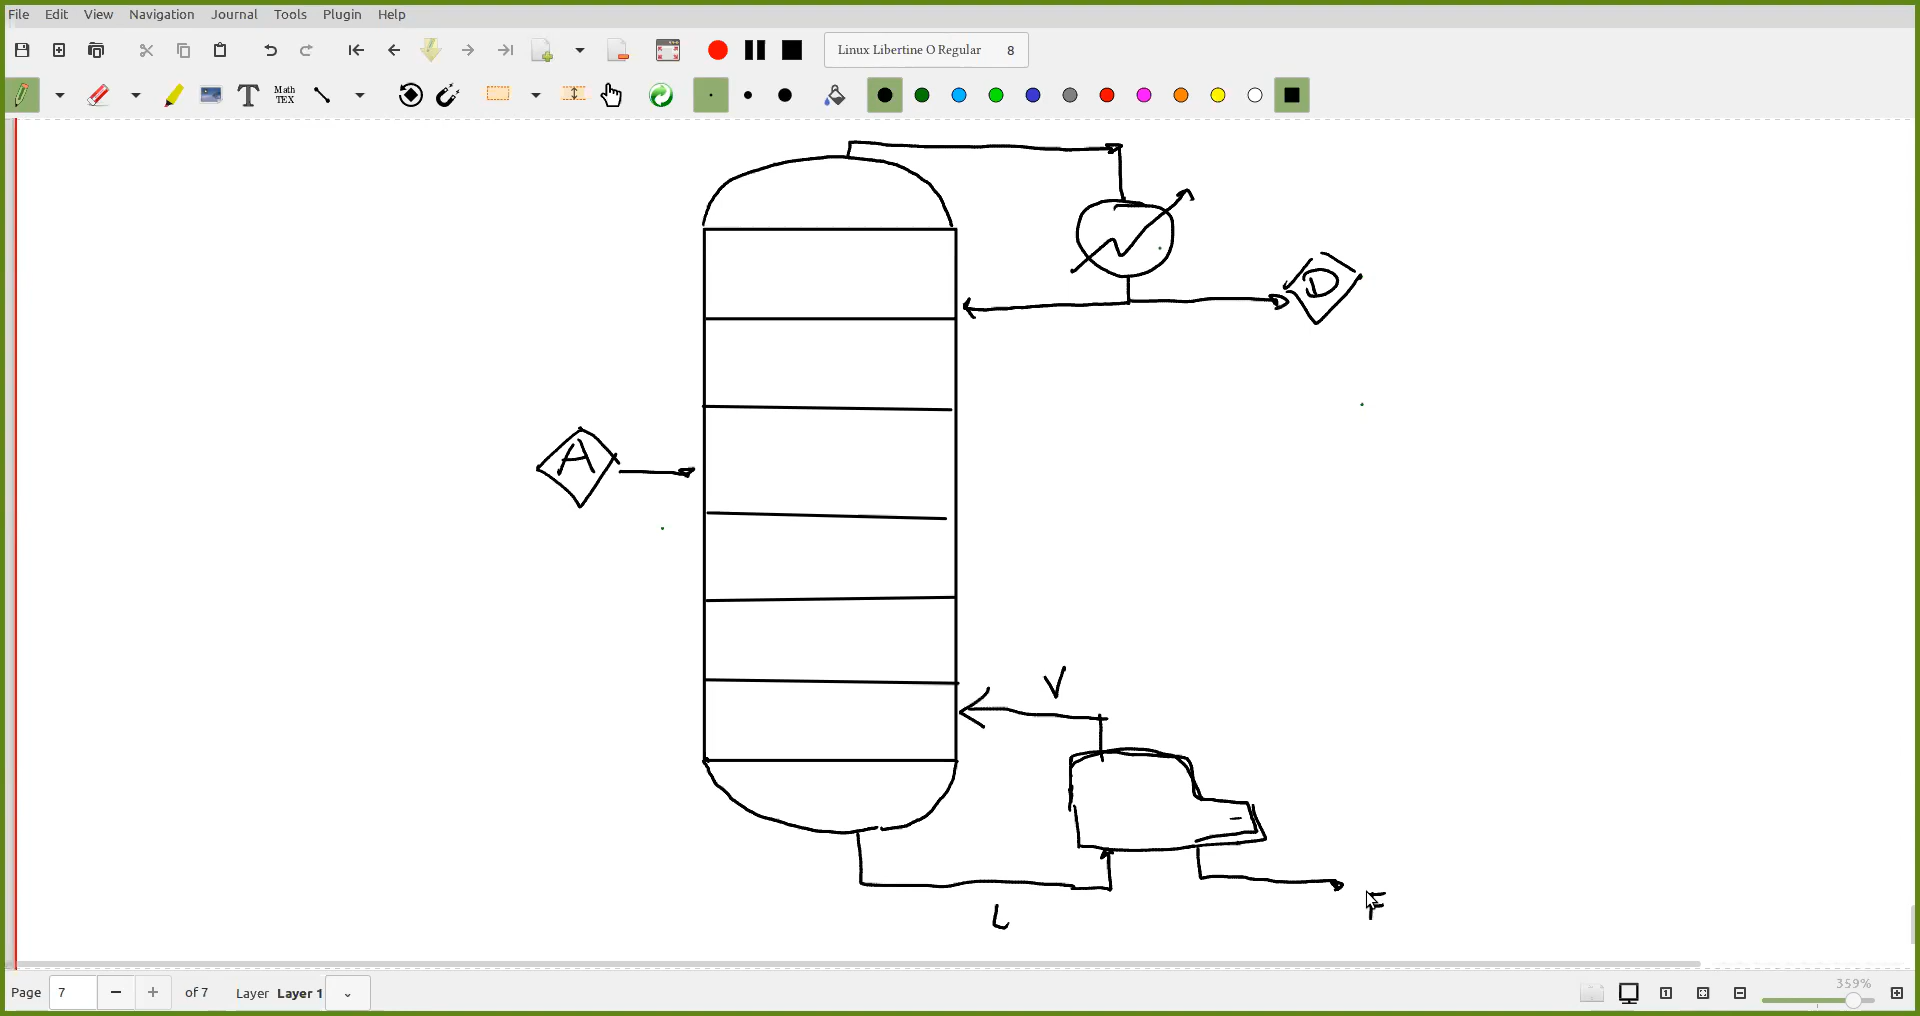 File Edit View Navigation Journal Tools Plugin Help
Linux Libertine O Regular 8
T Math TEX
D
A
V
F
L
Page 7 of 7 Layer Layer 1 359%